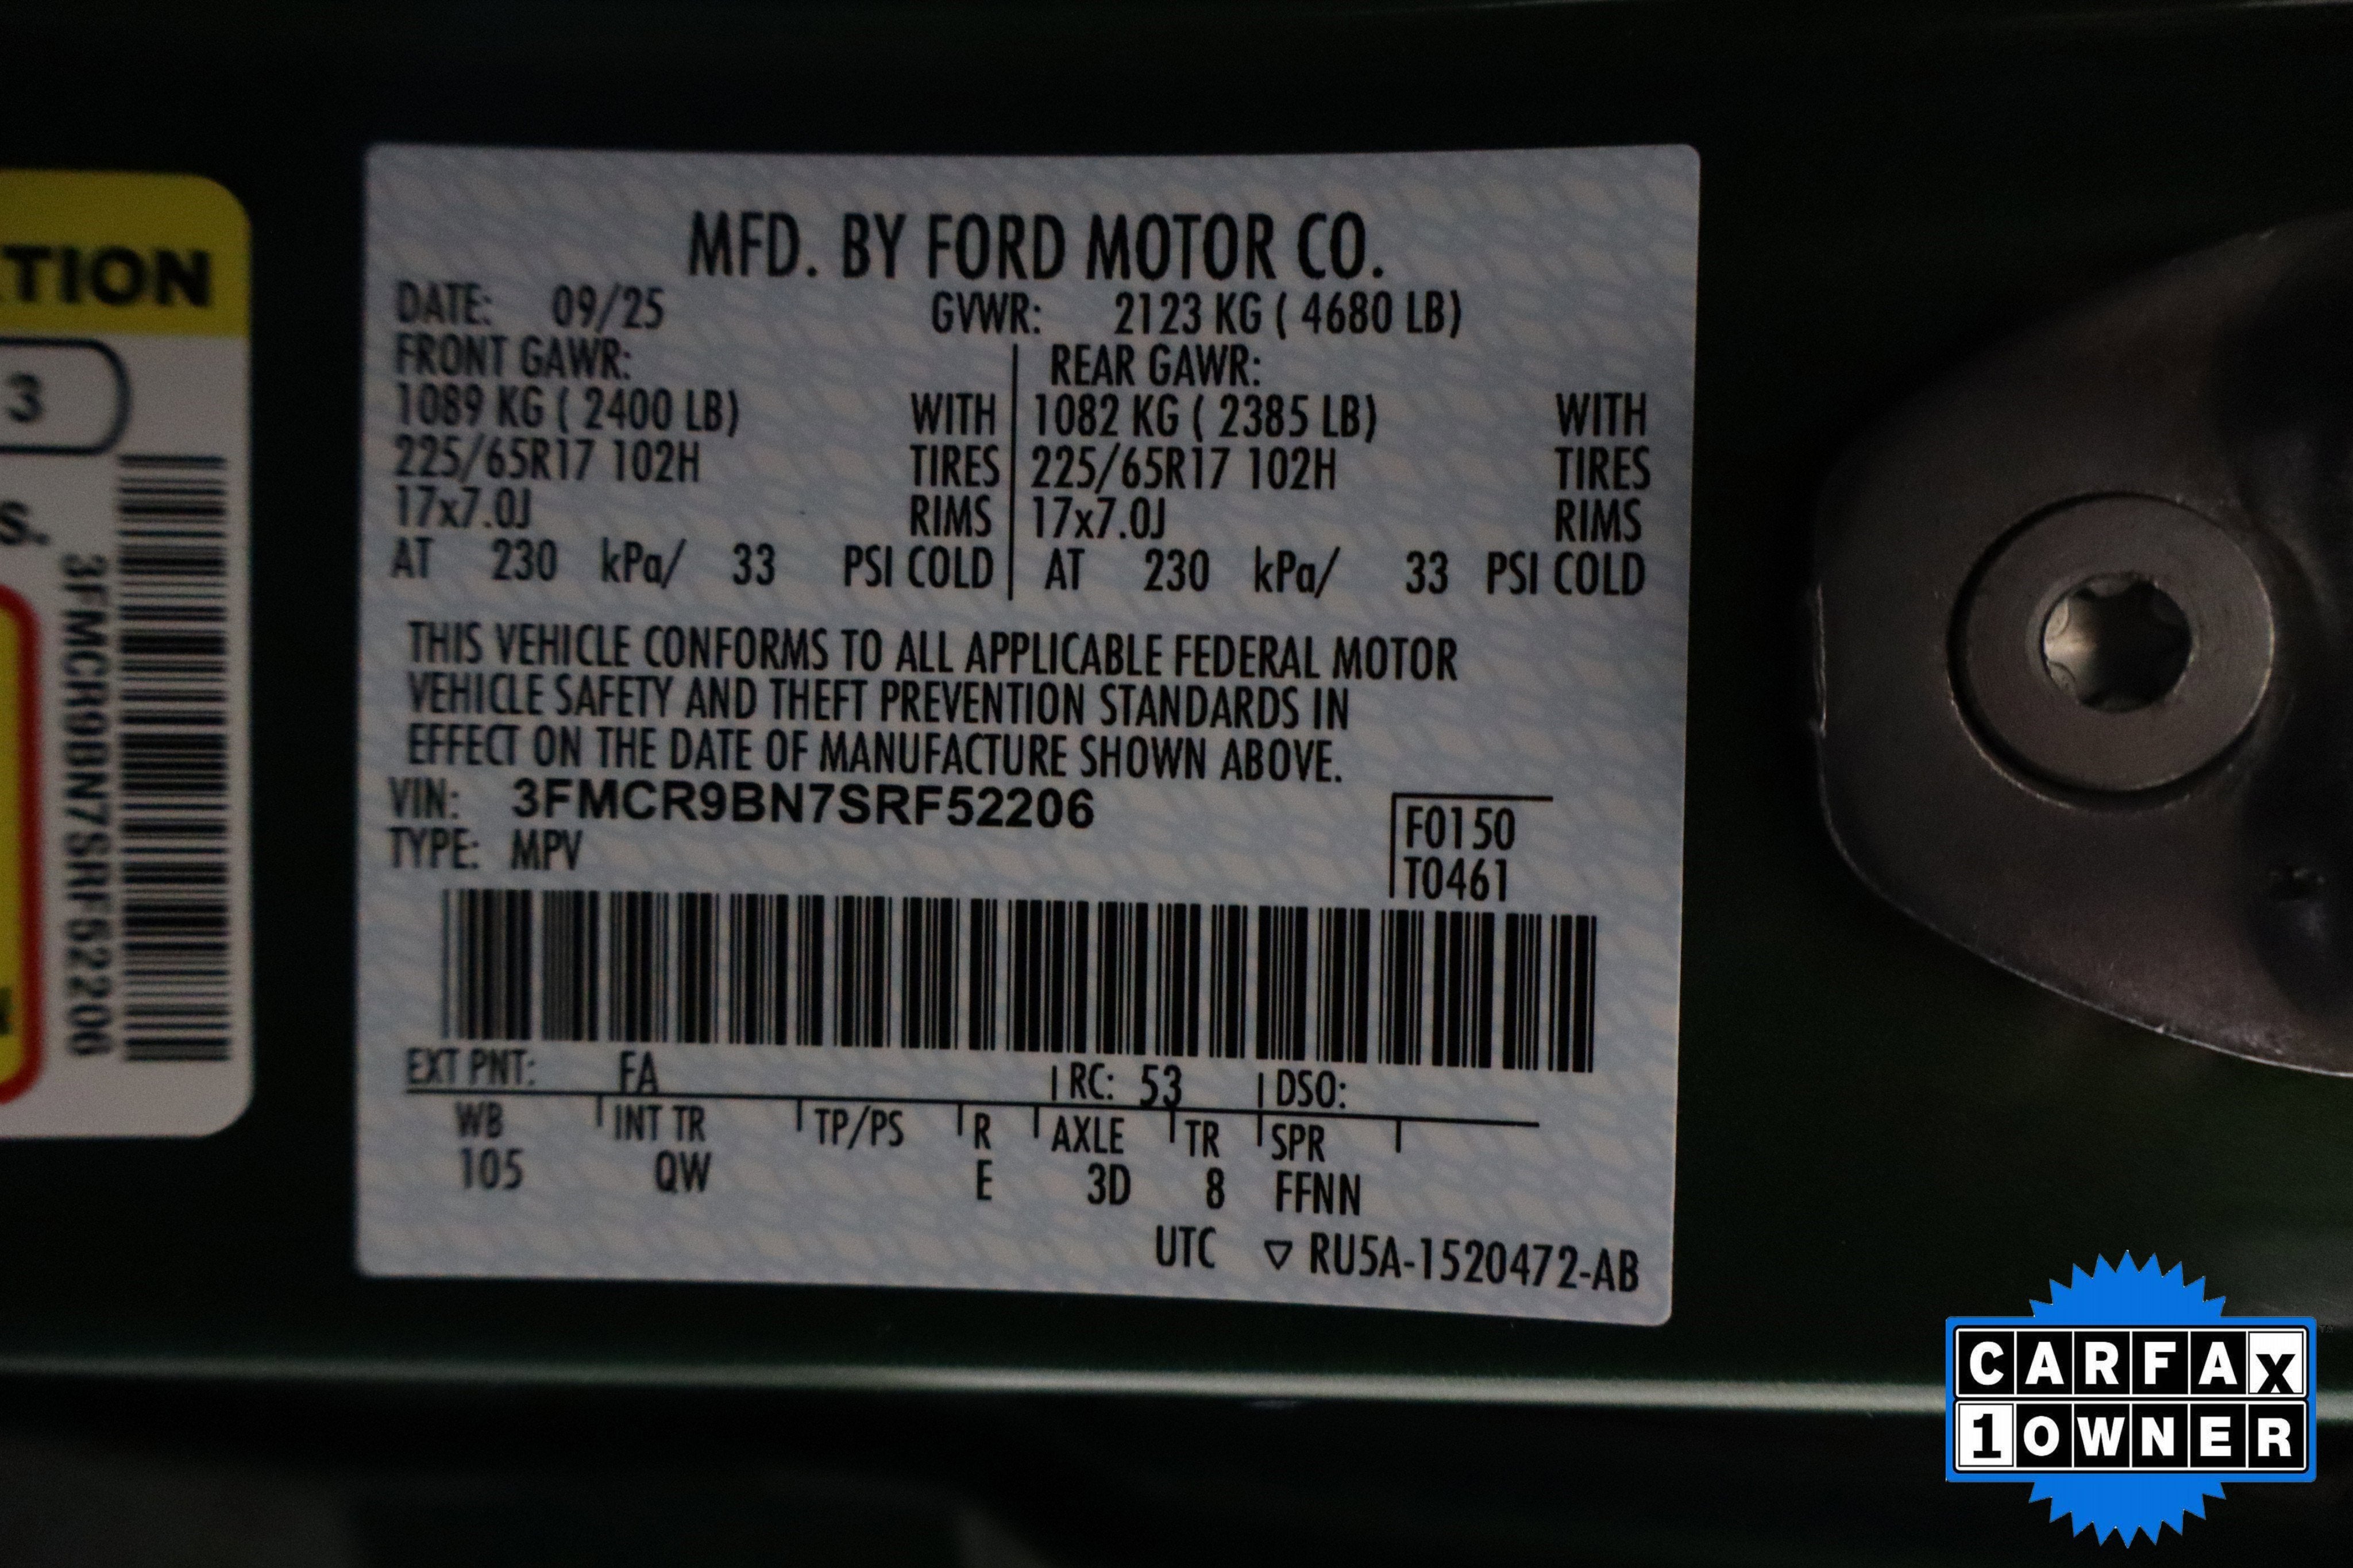 TION
3
S.
3FMCR9BN7SRF52206
MFD. BY FORD MOTOR CO.
DATE: 09/25 GVWR: 2123 KG ( 4680 LB)
FRONT GAWR: REAR GAWR:
1089 KG ( 2400 LB) WITH 1082 KG ( 2385 LB) WITH
225/65R17 102H TIRES 225/65R17 102H TIRES
17x7.0J RIMS 17x7.0J RIMS
AT 230 kPa/ 33 PSI COLD AT 230 kPa/ 33 PSI COLD
THIS VEHICLE CONFORMS TO ALL APPLICABLE FEDERAL MOTOR
VEHICLE SAFETY AND THEFT PREVENTION STANDARDS IN
EFFECT ON THE DATE OF MANUFACTURE SHOWN ABOVE.
VIN: 3FMCR9BN7SRF52206
TYPE: MPV
F0150
T0461
EXT PNT: FA RC: 53 DSO:
WB INT TR TP/PS R AXLE TR SPR
105 QW E 3D 8 FFNN
UTC ▽ RU5A-1520472-AB
CARFAX
1 OWNER